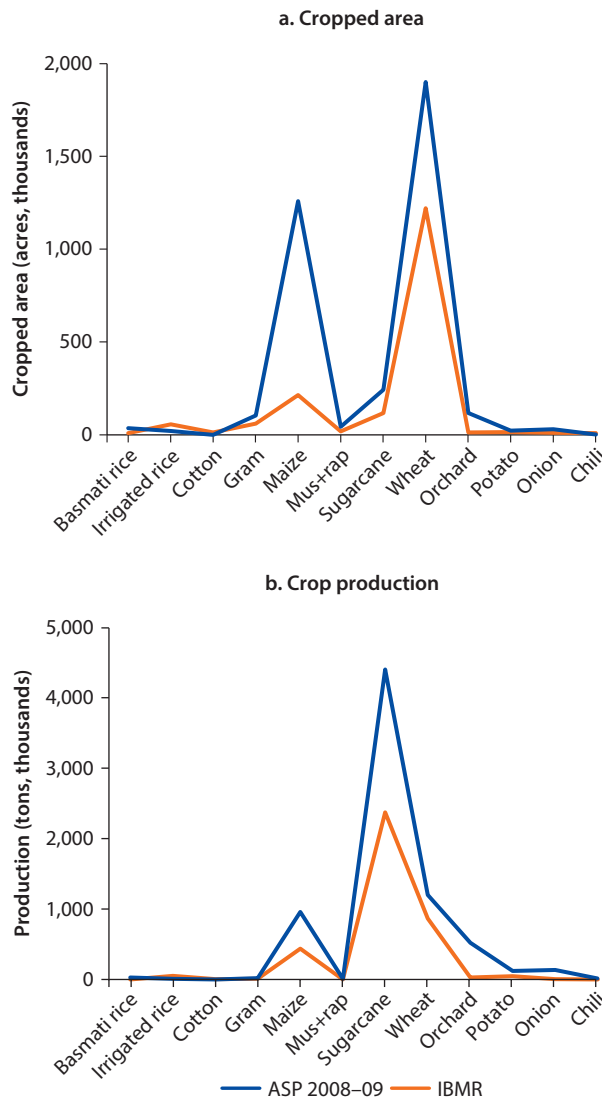 a. Cropped area
2,000
1,500
1,000
500
0
Cropped area (acres, thousands)
Basmati rice
Irrigated rice
Cotton
Gram
Maize
Mus+rap
Sugarcane
Wheat
Orchard
Potato
Onion
Chili
b. Crop production
5,000
4,000
3,000
2,000
1,000
0
Production (tons, thousands)
Basmati rice
Irrigated rice
Cotton
Gram
Maize
Mus+rap
Sugarcane
Wheat
Orchard
Potato
Onion
Chili
ASP 2008–09
IBMR